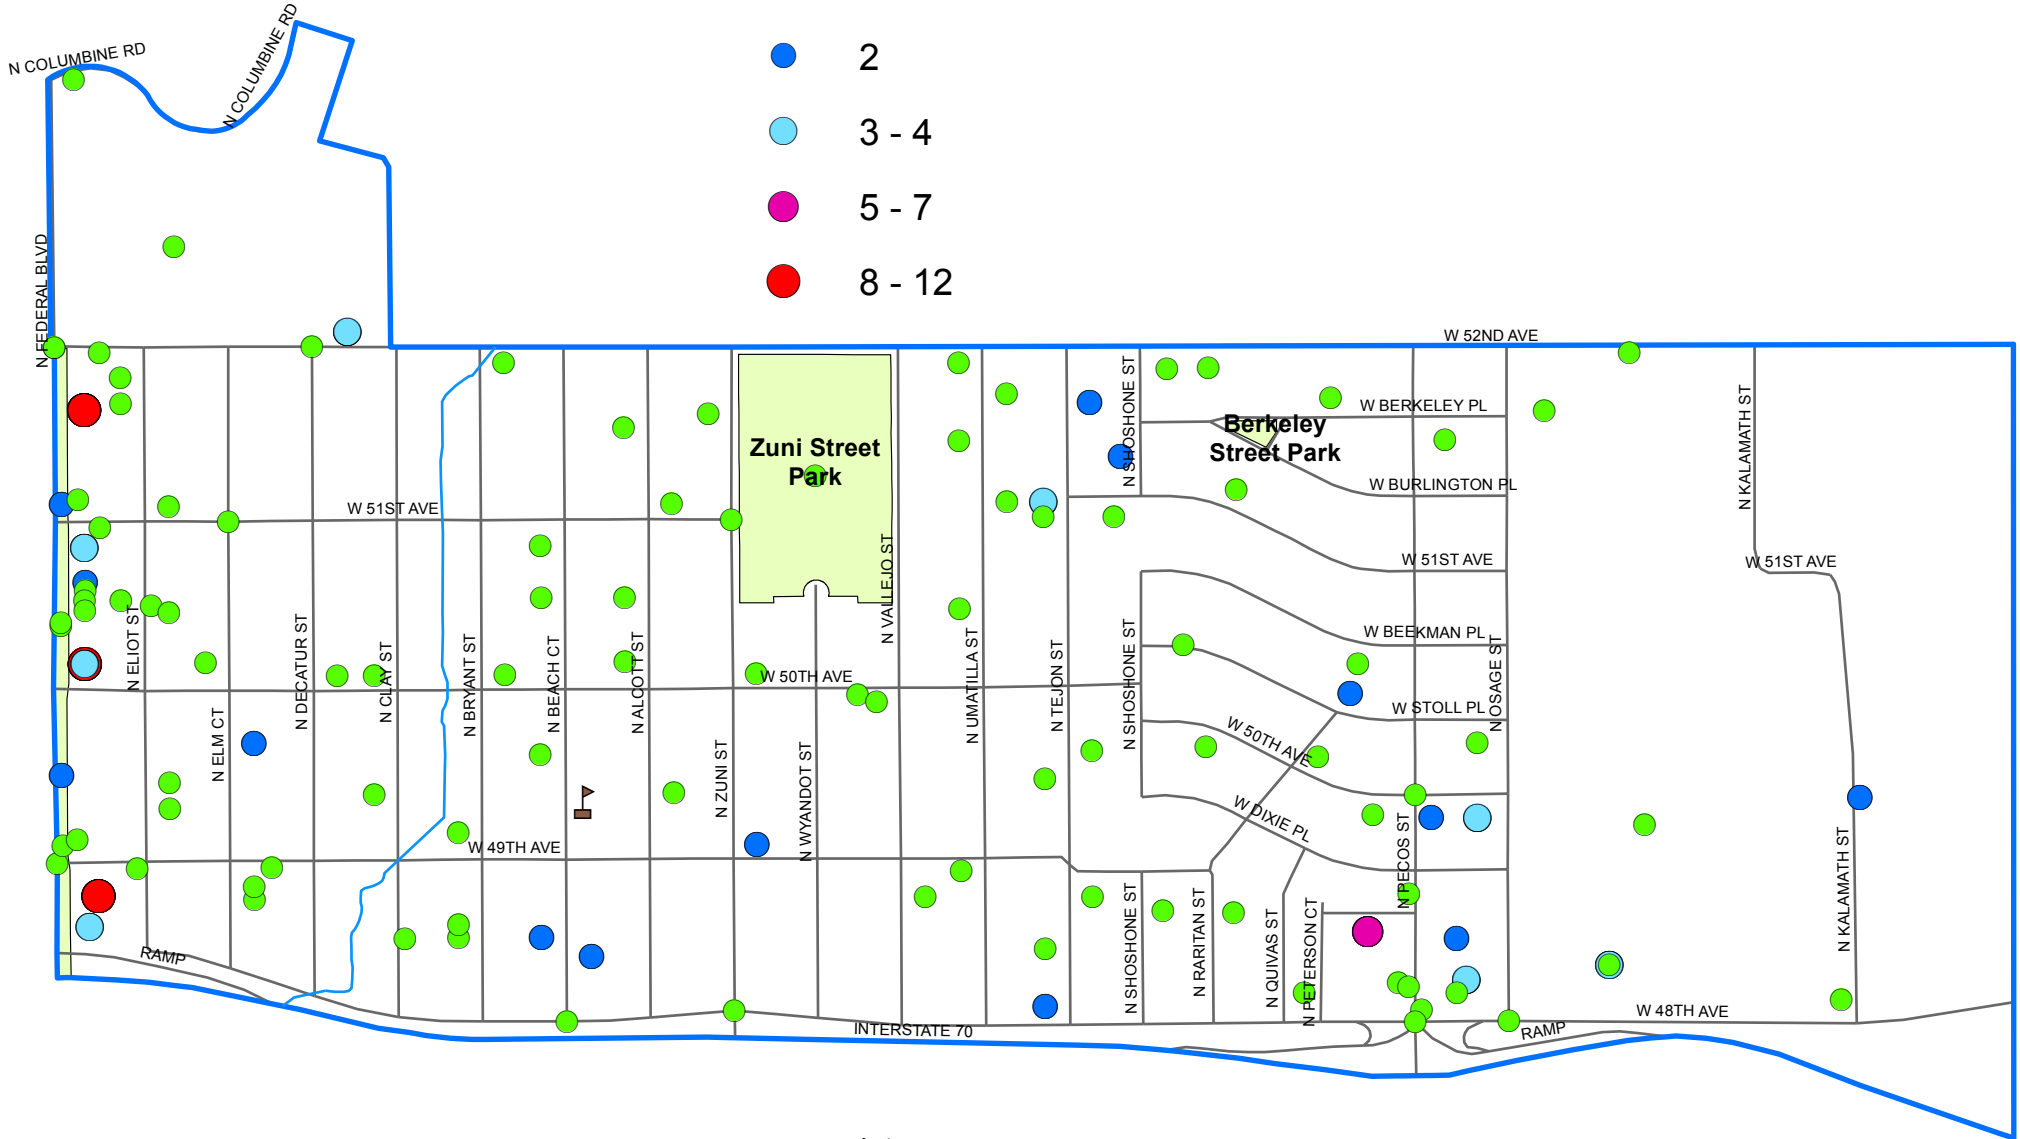 N COLUMBINE RD
N COLUMBINE RD
2
3 - 4
5 - 7
8 - 12
N FEDERAL BLVD
W 52ND AVE
N SHOSHONE ST
W BERKELEY PL
Berkeley
Street Park
N KALAMATH ST
Zuni Street
Park
W BURLINGTON PL
W 51ST AVE
W 51ST AVE
W 51ST AVE
N VALLEJO ST
N ELIOT ST
N DECATUR ST
N CLAY ST
N BRYANT ST
N BEACH CT
N ALCOTT ST
W 50TH AVE
N UMATILLA ST
N TEJON ST
N SHOSHONE ST
W BEEKMAN PL
N OSAGE ST
W STOLL PL
N ELM CT
N ZUNI ST
N WYANDOT ST
W 50TH AVE
W DIXIE PL
N PECOS ST
W 49TH AVE
N KALAMATH ST
N SHOSHONE ST
N RARITAN ST
N QUIVAS ST
N PETERSON CT
RAMP
INTERSTATE 70
W 48TH AVE
RAMP